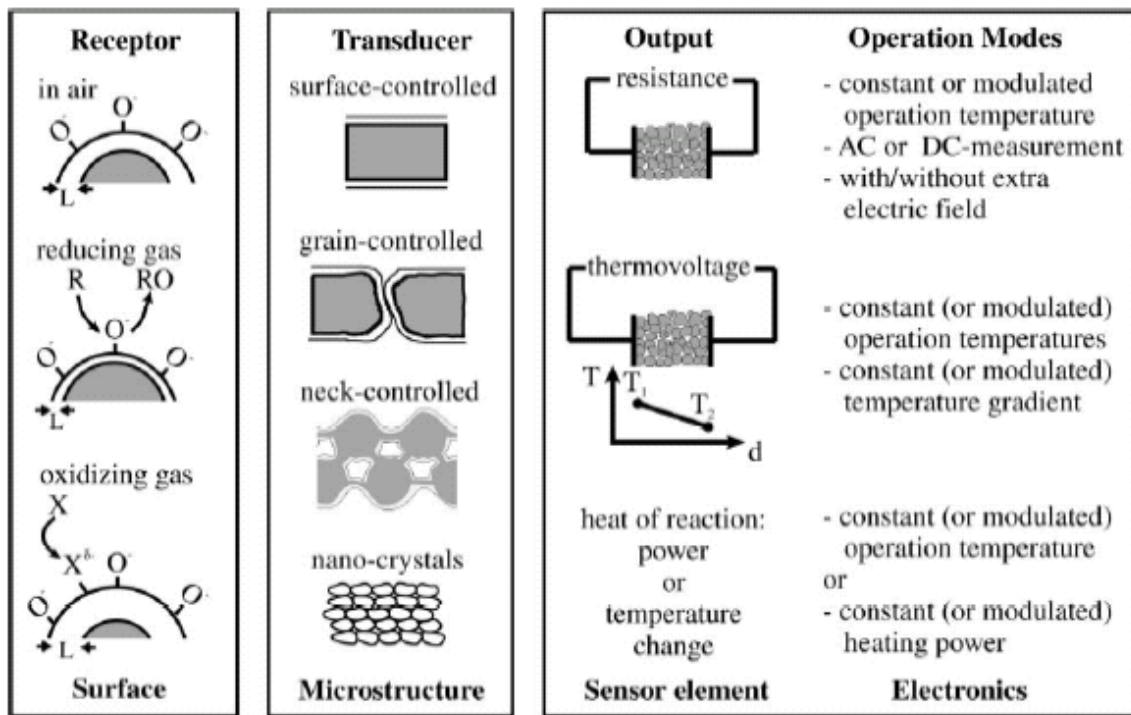 Receptor
in air
O⁻
O⁻
O⁻
L
reducing gas
R
RO
O⁻
O⁻
O⁻
L
oxidizing gas
X
X^δ-
O⁻
O⁻
O⁻
L
Surface
Transducer
surface-controlled
grain-controlled
neck-controlled
nano-crystals
Microstructure
Output
resistance
thermovoltage
T
T₁
T₂
d
heat of reaction:
power
or
temperature
change
Sensor element
Operation Modes
- constant or modulated
operation temperature
- AC or DC-measurement
- with/without extra
electric field
- constant (or modulated)
operation temperatures
- constant (or modulated)
temperature gradient
- constant (or modulated)
operation temperature
or
- constant (or modulated)
heating power
Electronics